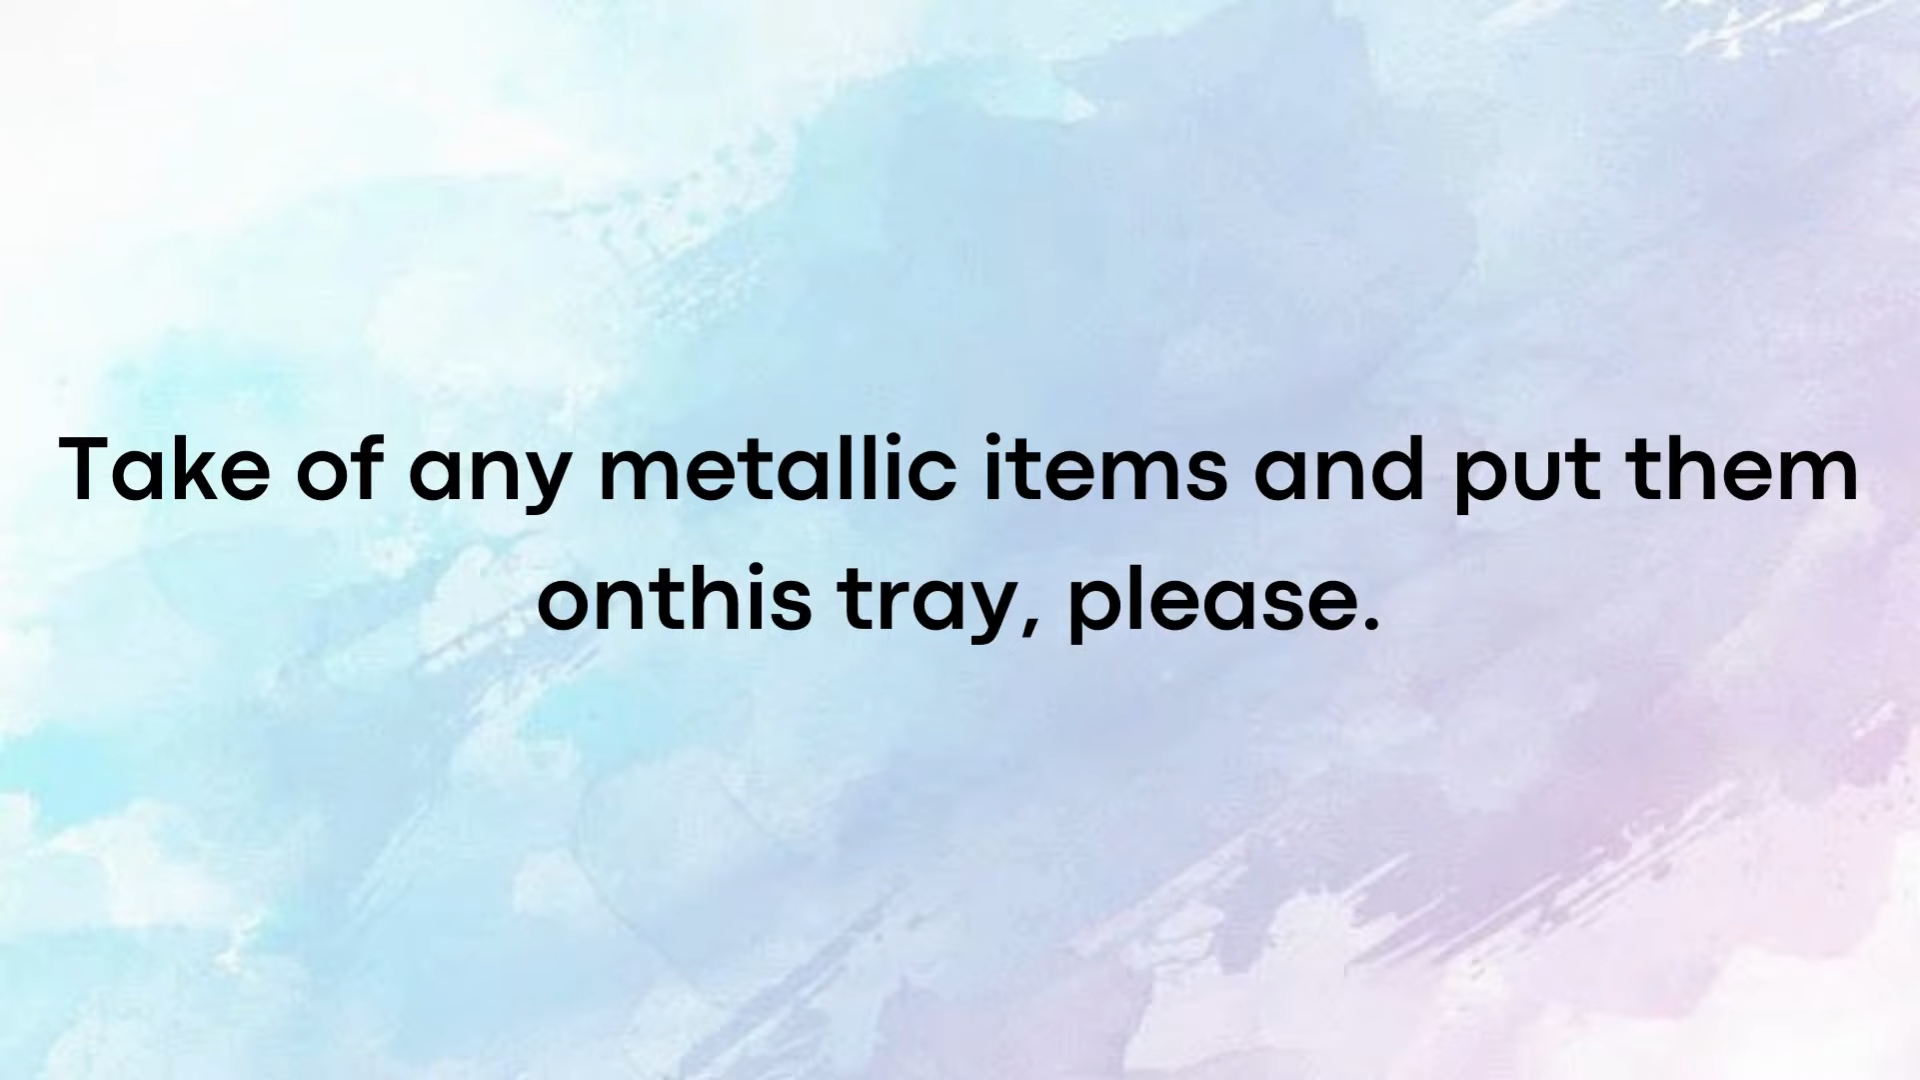 Take of any metallic items and put them
onthis tray, please.